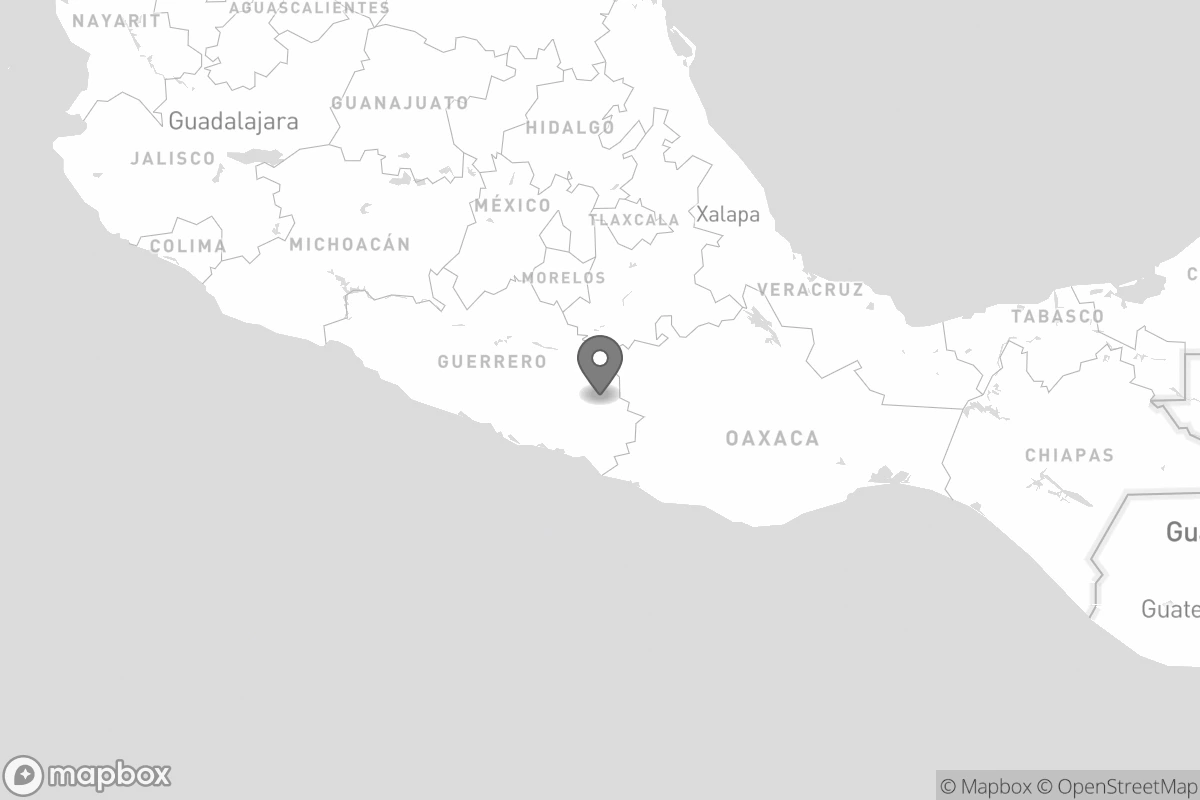 AGUASCALIENTES
NAYARIT
GUANAJUATO
Guadalajara
HIDALGO
JALISCO
MÉXICO
TLAXCALA
Xalapa
COLIMA
MICHOACÁN
MORELOS
VERACRUZ
C
TABASCO
GUERRERO
OAXACA
CHIAPAS
Gu
Guate
mapbox
© Mapbox © OpenStreetMap